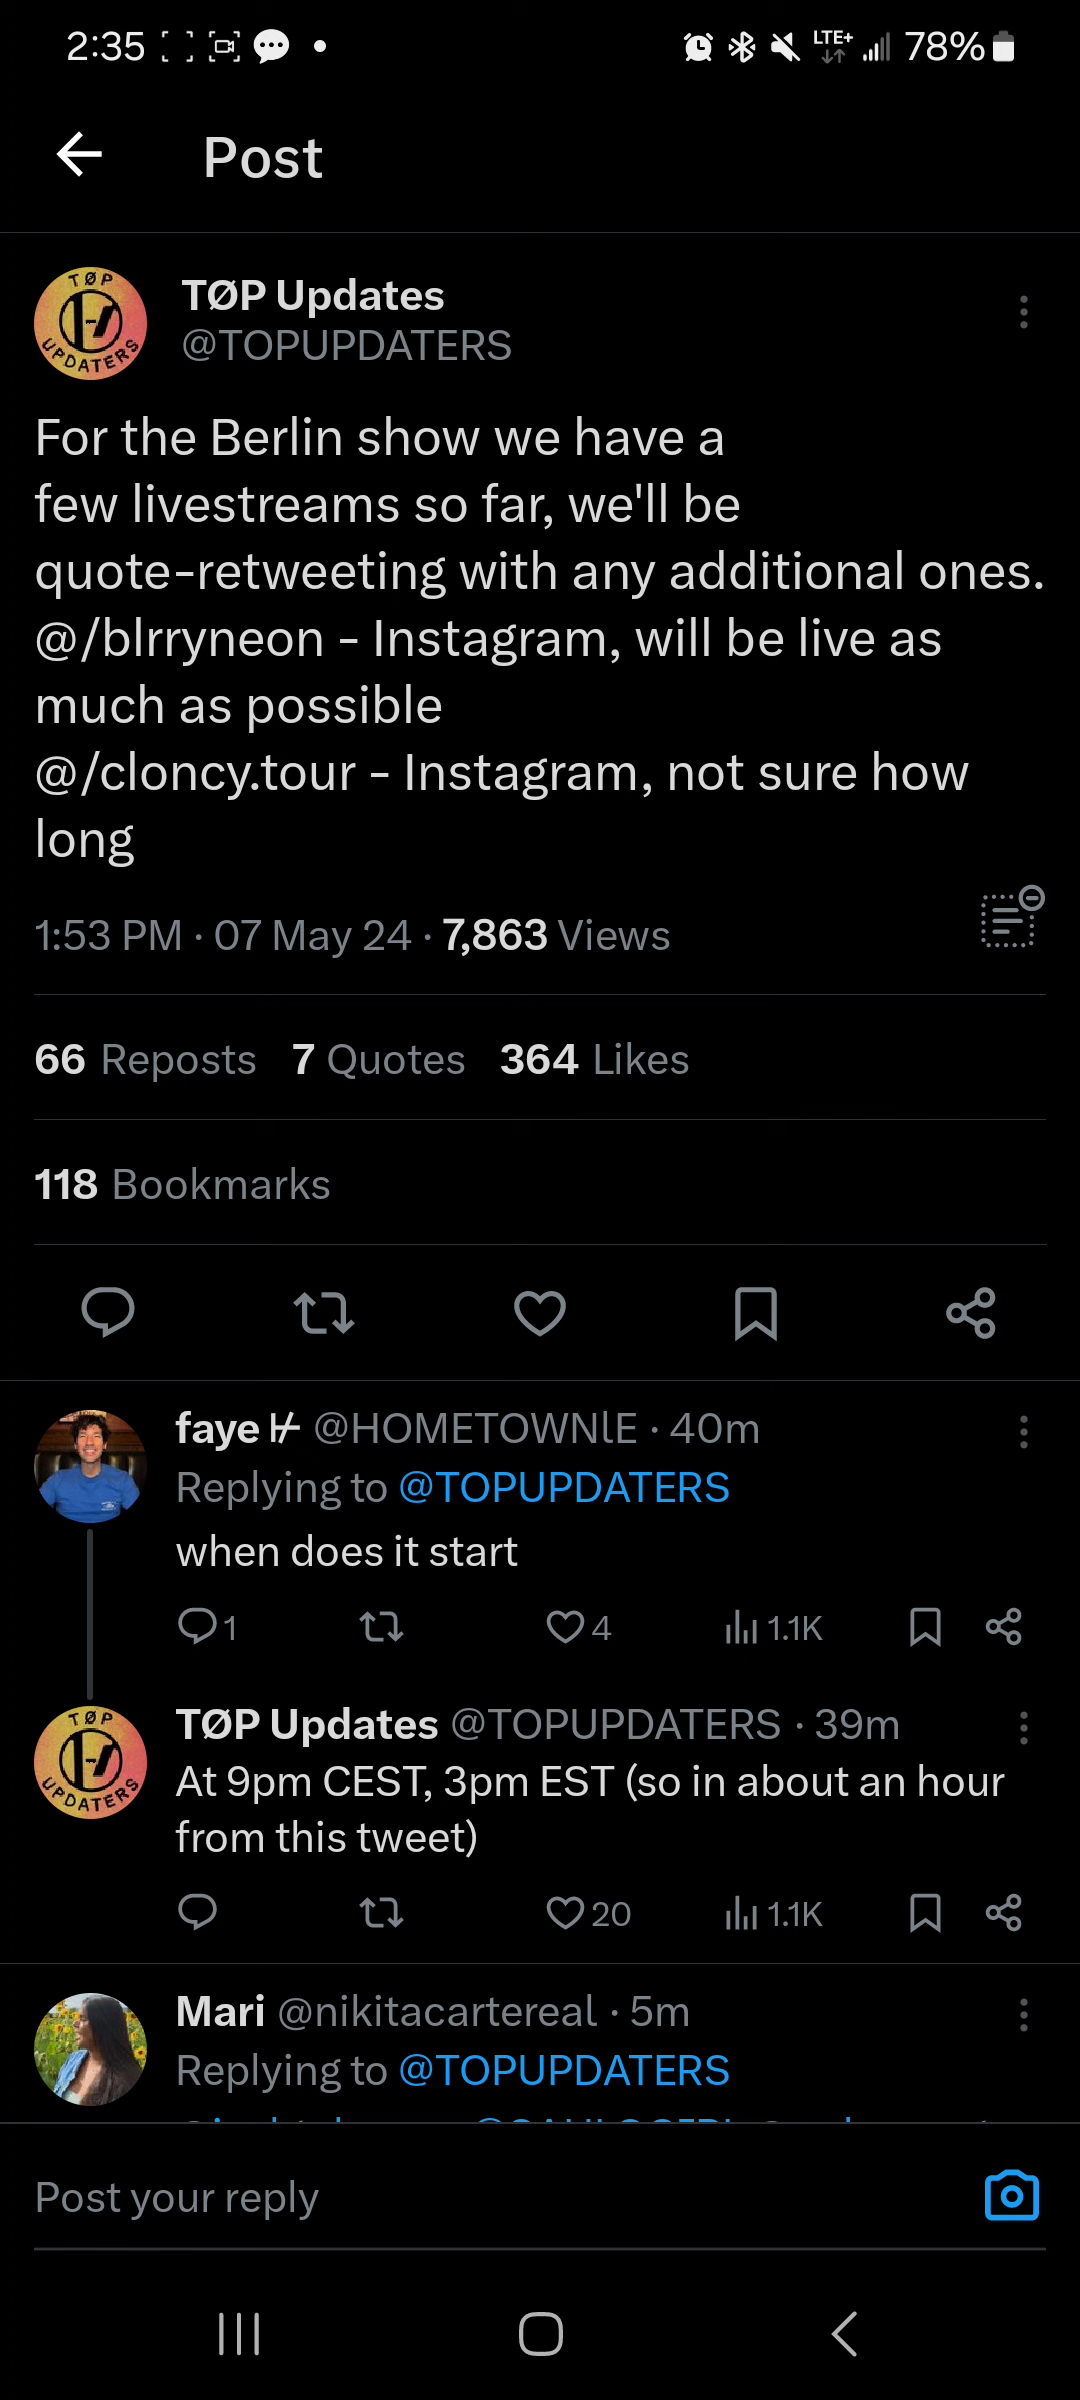 2:35 LTE+ 78%
Post
TØP UPDATERS
TØP Updates
@TOPUPDATERS
For the Berlin show we have a
few livestreams so far, we'll be
quote-retweeting with any additional ones.
@/blrryneon - Instagram, will be live as
much as possible
@/cloncy.tour - Instagram, not sure how
long
1:53 PM · 07 May 24 · 7,863 Views
66 Reposts 7 Quotes 364 Likes
118 Bookmarks
faye @HOMETOWNlE · 40m
Replying to @TOPUPDATERS
when does it start
1 4 1.1K
TØP UPDATERS
TØP Updates @TOPUPDATERS · 39m
At 9pm CEST, 3pm EST (so in about an hour
from this tweet)
20 1.1K
Mari @nikitacartereal · 5m
Replying to @TOPUPDATERS
Post your reply